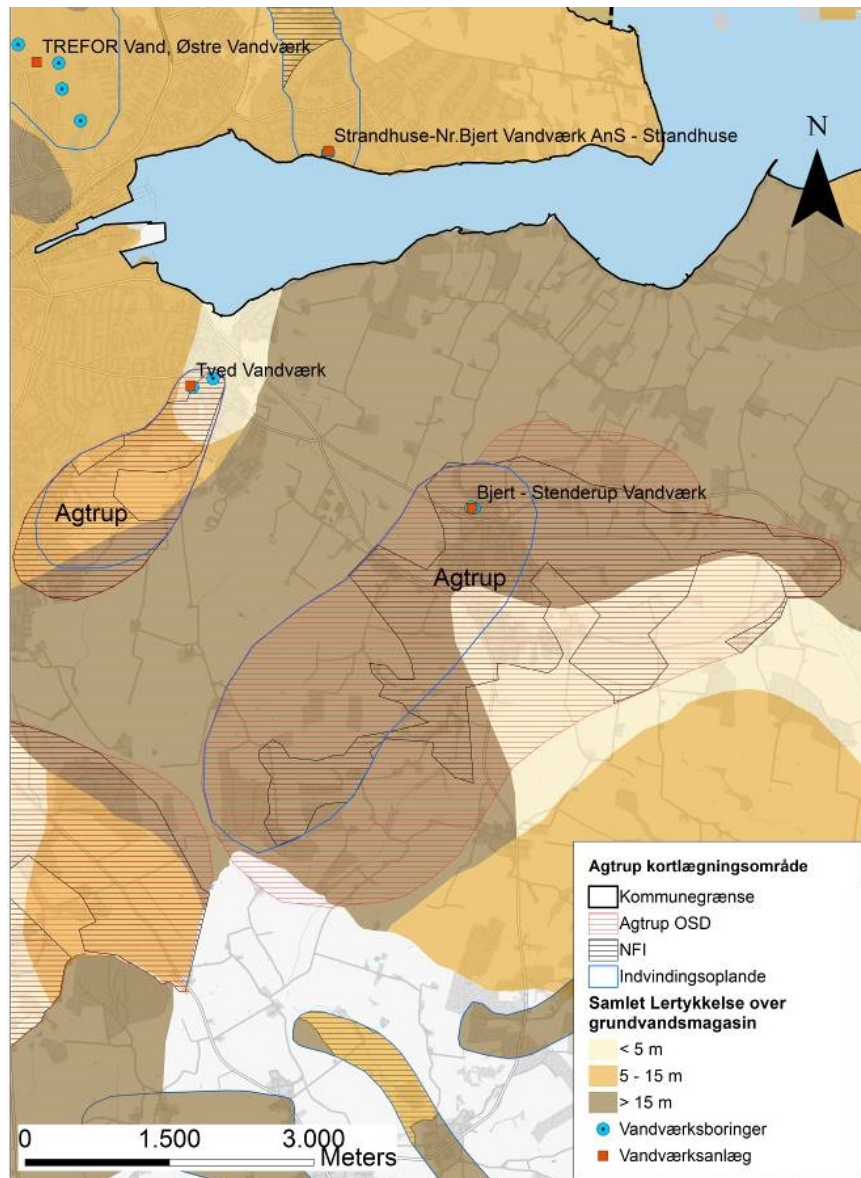 TREFOR Vand, Østre Vandværk
Strandhuse-Nr.Bjert Vandværk AnS - Strandhuse
N
Tved Vandværk
Agtrup
Bjert - Stenderup Vandværk
Agtrup
Agtrup kortlægningsområde
Kommunegrænse
Agtrup OSD
NFI
Indvindingsoplande
Samlet Lertykkelse over
grundvandsmagasin
< 5 m
5 - 15 m
> 15 m
Vandværksboringer
Vandværksanlæg
0 1.500 3.000
Meters